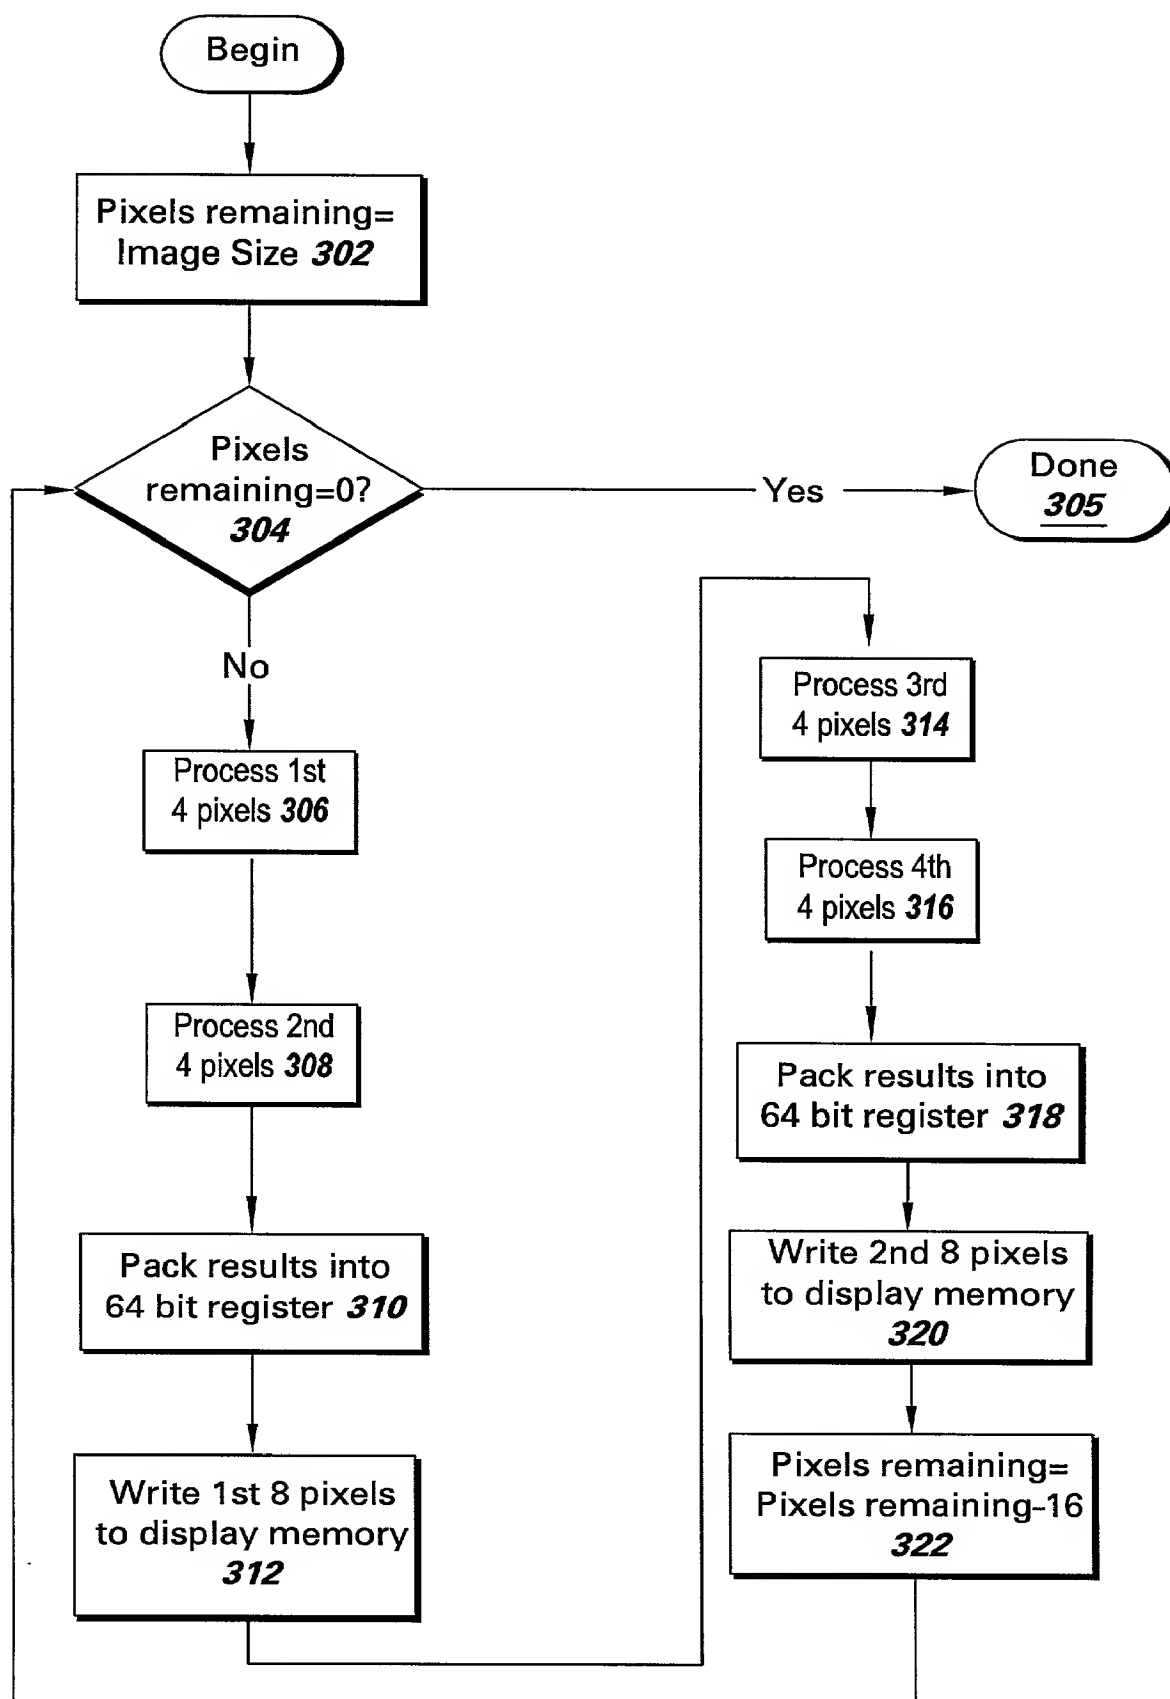 Begin
Pixels remaining=
Image Size 302
Pixels
remaining=0?
304
Yes
Done
305
No
Process 1st
4 pixels 306
Process 2nd
4 pixels 308
Pack results into
64 bit register 310
Write 1st 8 pixels
to display memory
312
Process 3rd
4 pixels 314
Process 4th
4 pixels 316
Pack results into
64 bit register 318
Write 2nd 8 pixels
to display memory
320
Pixels remaining=
Pixels remaining-16
322